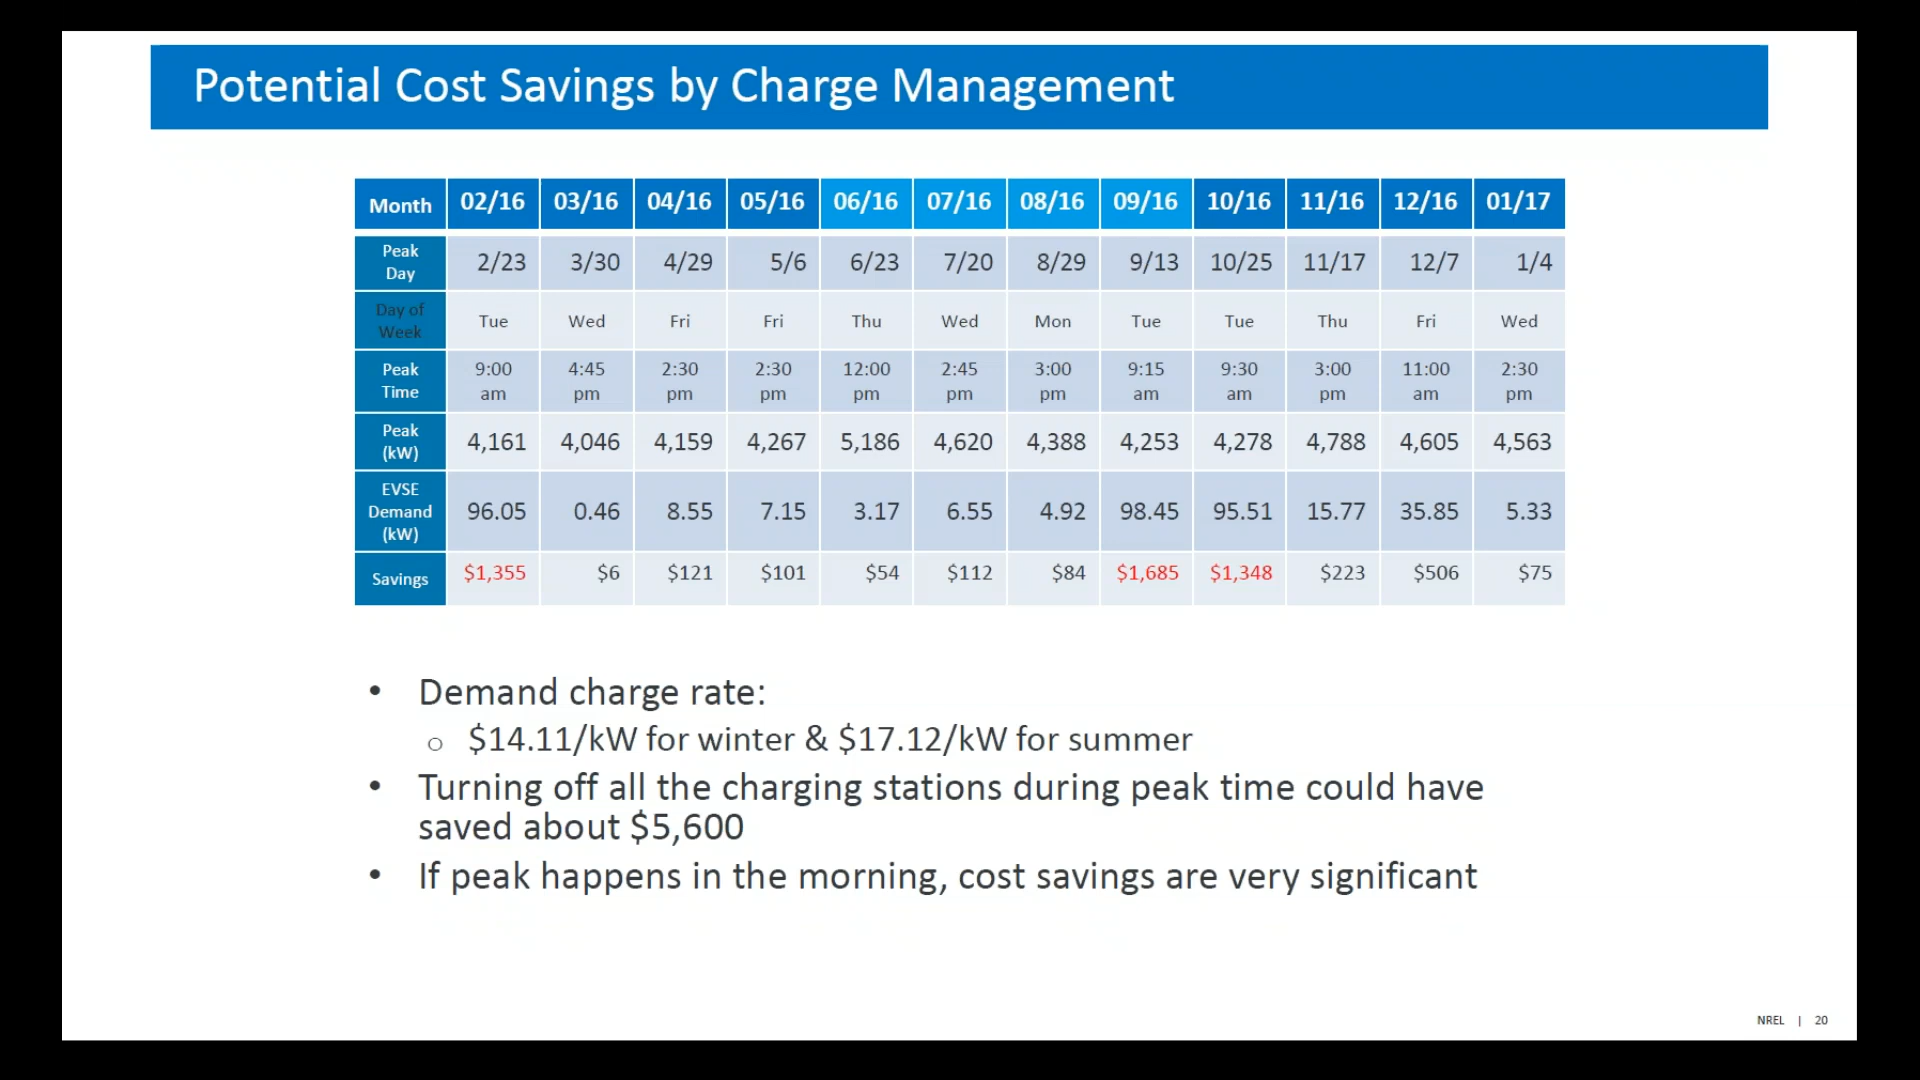 Potential Cost Savings by Charge Management
Month 02/16 03/16 04/16 05/16 06/16 07/16 08/16 09/16 10/16 11/16 12/16 01/17
Peak Day 2/23 3/30 4/29 5/6 6/23 7/20 8/29 9/13 10/25 11/17 12/7 1/4
Day of Week Tue Wed Fri Fri Thu Wed Mon Tue Tue Thu Fri Wed
Peak Time 9:00 am 4:45 pm 2:30 pm 2:30 pm 12:00 pm 2:45 pm 3:00 pm 9:15 am 9:30 am 3:00 pm 11:00 am 2:30 pm
Peak (kW) 4,161 4,046 4,159 4,267 5,186 4,620 4,388 4,253 4,278 4,788 4,605 4,563
EVSE Demand (kW) 96.05 0.46 8.55 7.15 3.17 6.55 4.92 98.45 95.51 15.77 35.85 5.33
Savings $1,355 $6 $121 $101 $54 $112 $84 $1,685 $1,348 $223 $506 $75
• Demand charge rate:
○ $14.11/kW for winter & $17.12/kW for summer
• Turning off all the charging stations during peak time could have
saved about $5,600
• If peak happens in the morning, cost savings are very significant
NREL | 20